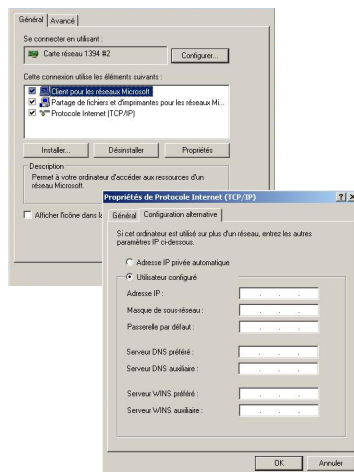 Général
Avancé
Se connecter en utilisant :
Carte réseau 1394 #2
Configurer...
Cette connexion utilise les éléments suivants :
Client pour les réseaux Microsoft
Partage de fichiers et d'imprimantes pour les réseaux Mi...
Protocole Internet (TCP/IP)
Installer...
Désinstaller
Propriétés
Description
Permet à votre ordinateur d'accéder aux ressources d'un
réseau Microsoft.
Afficher l'icône dans la
Propriétés de Protocole Internet (TCP/IP)
Général
Configuration alternative
Si cet ordinateur est utilisé sur plus d'un réseau, entrez les autres
paramètres IP ci-dessous.
Adresse IP privée automatique
Utilisateur configuré
Adresse IP :
Masque de sous-réseau :
Passerelle par défaut :
Serveur DNS préféré :
Serveur DNS auxiliaire :
Serveur WINS préféré :
Serveur WINS auxiliaire :
OK
Annuler